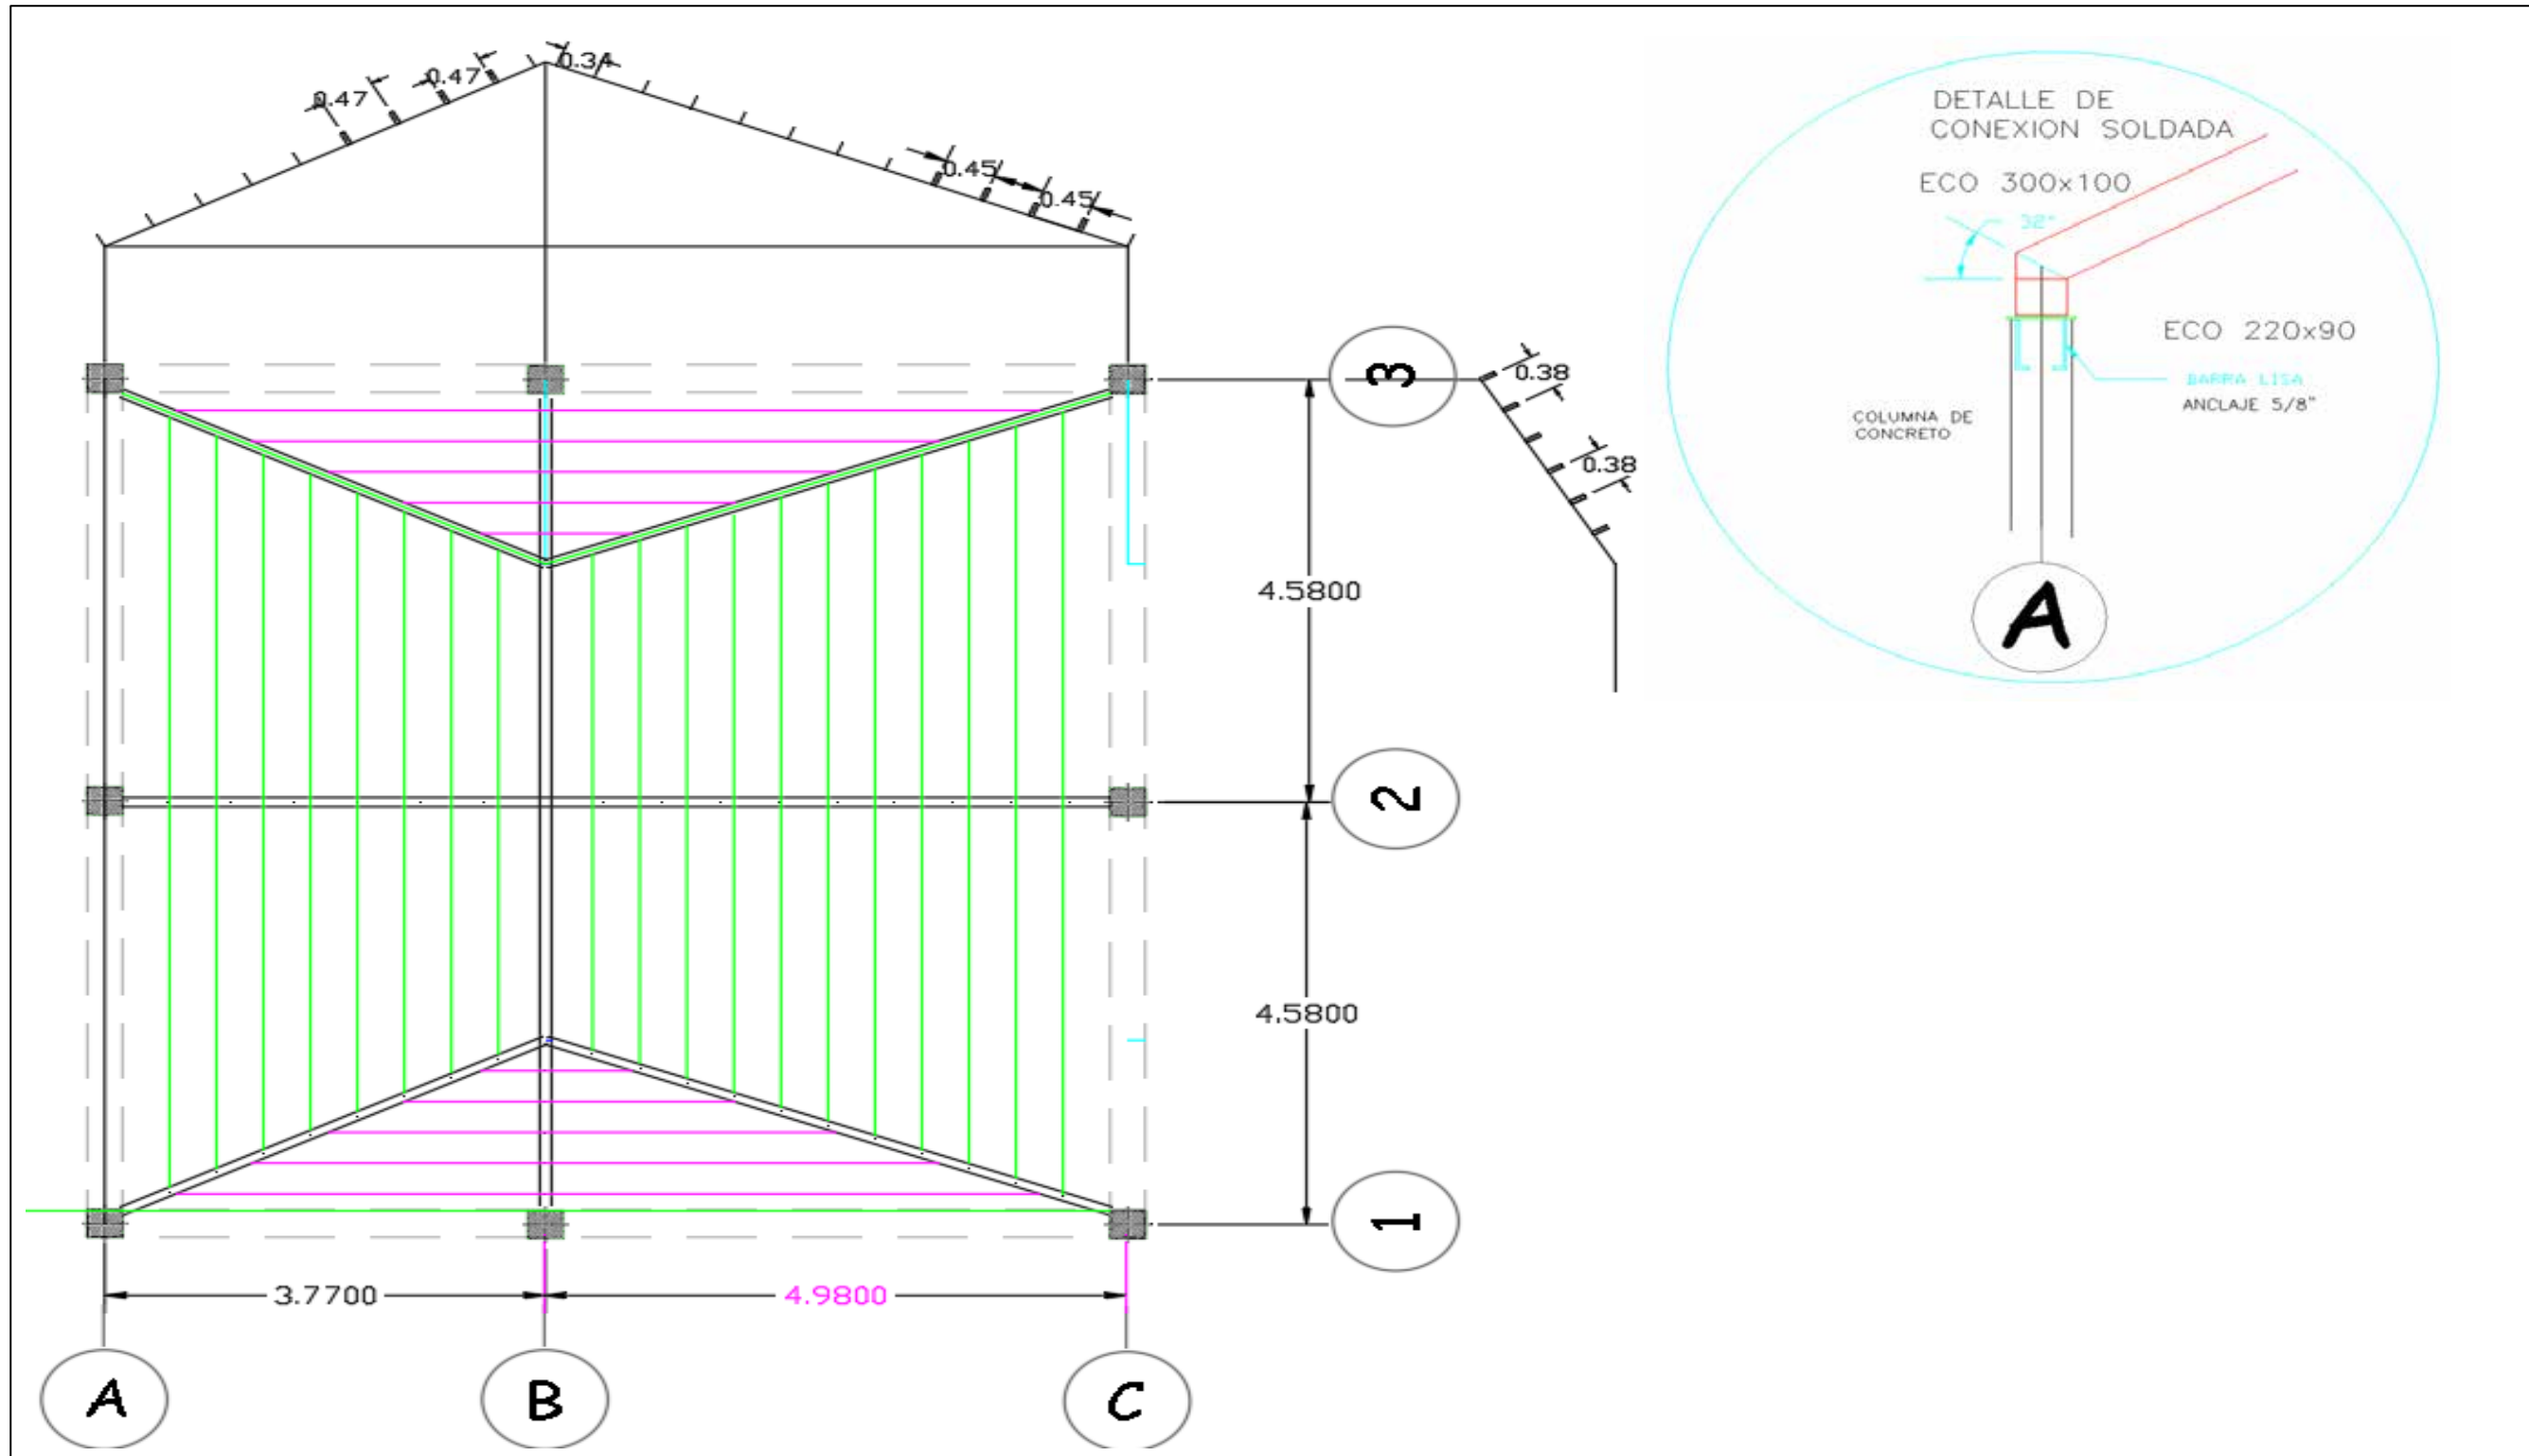 0.47
0.47
0.34
0.45
0.45
DETALLE DE
CONEXION SOLDADA
ECO 300x100
32°
ECO 220x90
BARRA LISA
ANCLAJE 5/8"
COLUMNA DE
CONCRETO
A
3
0.38
0.38
4.5800
2
4.5800
1
3.7700
4.9800
A
B
C